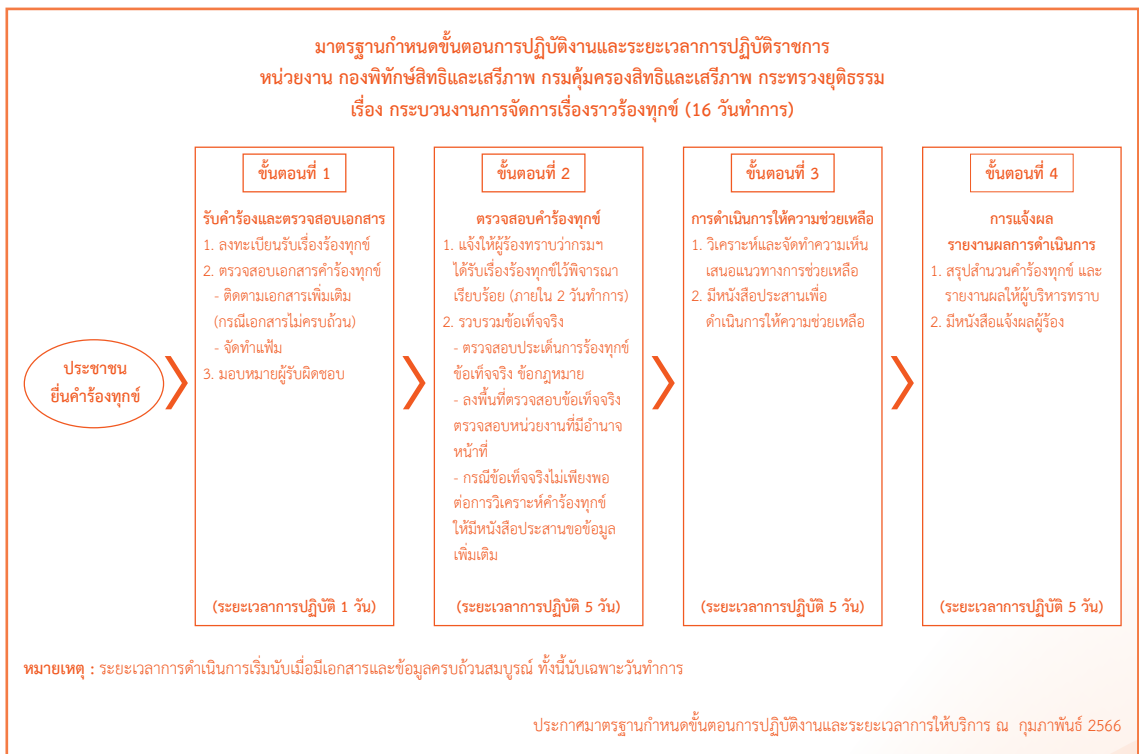 มาตรฐานกำหนดขั้นตอนการปฏิบัติงานและระยะเวลาการปฏิบัติราชการ
หน่วยงาน กองพิทักษ์สิทธิและเสรีภาพ กรมคุ้มครองสิทธิและเสรีภาพ กระทรวงยุติธรรม
เรื่อง กระบวนงานการจัดการเรื่องราวร้องทุกข์ (16 วันทำการ)
ประชาชน
ยื่นคำร้องทุกข์
ขั้นตอนที่ 1
รับคำร้องและตรวจสอบเอกสาร
1. ลงทะเบียนรับเรื่องร้องทุกข์
2. ตรวจสอบเอกสารคำร้องทุกข์
- ติดตามเอกสารเพิ่มเติม
(กรณีเอกสารไม่ครบถ้วน)
- จัดทำแฟ้ม
3. มอบหมายผู้รับผิดชอบ
(ระยะเวลาการปฏิบัติ 1 วัน)
ขั้นตอนที่ 2
ตรวจสอบคำร้องทุกข์
1. แจ้งให้ผู้ร้องทราบว่ากรมฯ
ได้รับเรื่องร้องทุกข์ไว้พิจารณา
เรียบร้อย (ภายใน 2 วันทำการ)
2. รวบรวมข้อเท็จจริง
- ตรวจสอบประเด็นการร้องทุกข์
ข้อเท็จจริง ข้อกฎหมาย
- ลงพื้นที่ตรวจสอบข้อเท็จจริง
ตรวจสอบหน่วยงานที่มีอำนาจ
หน้าที่
- กรณีข้อเท็จจริงไม่เพียงพอ
ต่อการวิเคราะห์คำร้องทุกข์
ให้มีหนังสือประสานขอข้อมูล
เพิ่มเติม
(ระยะเวลาการปฏิบัติ 5 วัน)
ขั้นตอนที่ 3
การดำเนินการให้ความช่วยเหลือ
1. วิเคราะห์และจัดทำความเห็น
เสนอแนวทางการช่วยเหลือ
2. มีหนังสือประสานเพื่อ
ดำเนินการให้ความช่วยเหลือ
(ระยะเวลาการปฏิบัติ 5 วัน)
ขั้นตอนที่ 4
การแจ้งผล
รายงานผลการดำเนินการ
1. สรุปสำนวนคำร้องทุกข์ และ
รายงานผลให้ผู้บริหารทราบ
2. มีหนังสือแจ้งผลผู้ร้อง
(ระยะเวลาการปฏิบัติ 5 วัน)
หมายเหตุ : ระยะเวลาการดำเนินการเริ่มนับเมื่อมีเอกสารและข้อมูลครบถ้วนสมบูรณ์ ทั้งนี้นับเฉพาะวันทำการ
ประกาศมาตรฐานกำหนดขั้นตอนการปฏิบัติงานและระยะเวลาการให้บริการ ณ กุมภาพันธ์ 2566